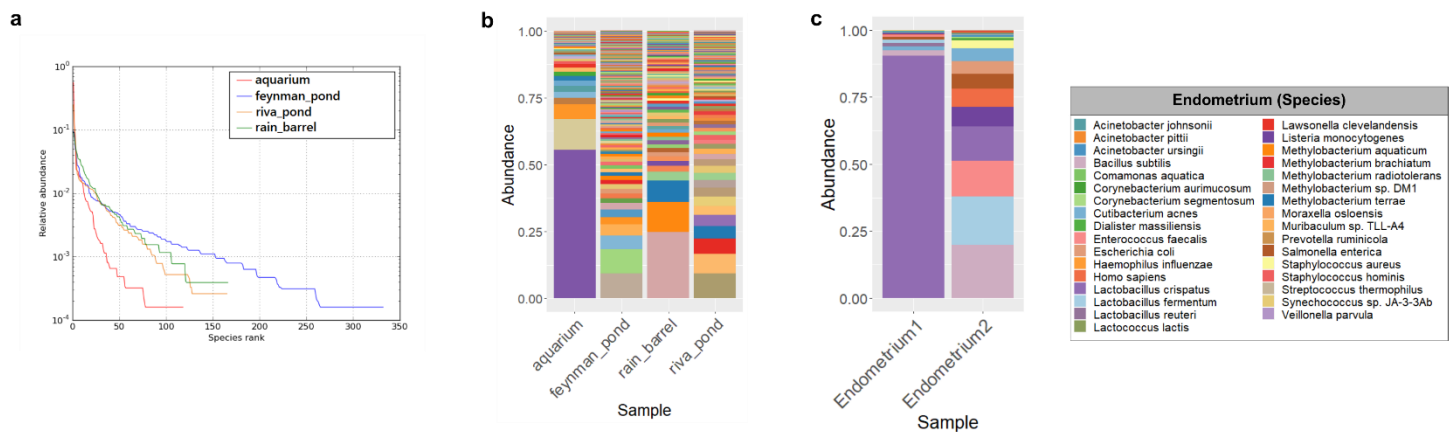 a
10^0
10^-1
10^-2
10^-3
10^-4
Relative abundance
0
50
100
150
200
250
300
350
Species rank
aquarium
feynman_pond
riva_pond
rain_barrel
b
1.00
0.75
0.50
0.25
0.00
Abundance
aquarium
feynman_pond
rain_barrel
riva_pond
Sample
c
1.00
0.75
0.50
0.25
0.00
Abundance
Endometrium1
Endometrium2
Sample
Endometrium (Species)
Acinetobacter johnsonii
Acinetobacter pittii
Acinetobacter ursingii
Bacillus subtilis
Comamonas aquatica
Corynebacterium aurimucosum
Corynebacterium segmentosum
Cutibacterium acnes
Dialister massiliensis
Enterococcus faecalis
Escherichia coli
Haemophilus influenzae
Homo sapiens
Lactobacillus crispatus
Lactobacillus fermentum
Lactobacillus reuteri
Lactococcus lactis
Lawsonella clevelandensis
Listeria monocytogenes
Methylobacterium aquaticum
Methylobacterium brachiatum
Methylobacterium radiotolerans
Methylobacterium sp. DM1
Methylobacterium terrae
Moraxella osloensis
Muribaculum sp. TLL-A4
Prevotella ruminicola
Salmonella enterica
Staphylococcus aureus
Staphylococcus hominis
Streptococcus thermophilus
Synechococcus sp. JA-3-3Ab
Veillonella parvula